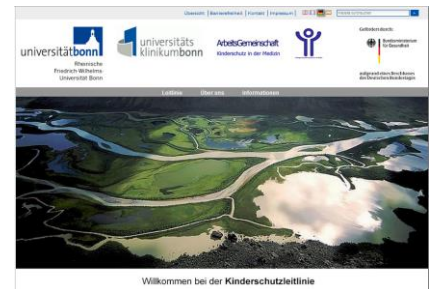 Übersicht | Barrierefreiheit | Kontakt | Impressum |
universitätbonn
Rheinische
Friedrich-Wilhelms-
Universität Bonn
universitäts
klinikumbonn
ArbeitsGemeinschaft
Kinderschutz in der Medizin
Gefördert durch:
Bundesministerium
für Gesundheit
aufgrund eines Beschlusses
des Deutschen Bundestages
Leitlinie Über uns Informationen
Willkommen bei der Kinderschutzleitlinie